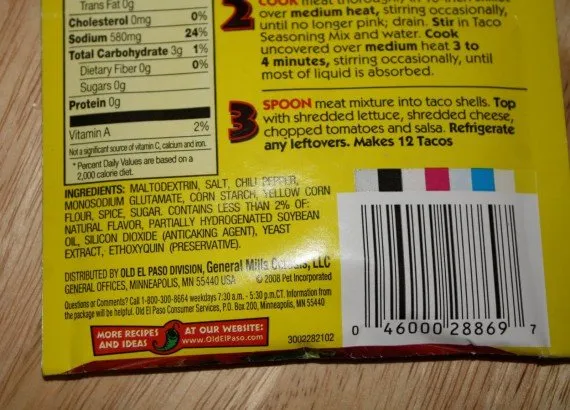 Trans Fat 0g
Cholesterol 0mg 0%
Sodium 580mg 24%
Total Carbohydrate 3g 1%
Dietary Fiber 0g 0%
Sugars 0g
Protein 0g
Vitamin A 2%
Not a significant source of vitamin C, calcium and iron.
* Percent Daily Values are based on a
2,000 calorie diet.
2 COOK meat thoroughly
over medium heat, stirring occasionally,
until no longer pink; drain. Stir in Taco
Seasoning Mix and water. Cook
uncovered over medium heat 3 to
4 minutes, stirring occasionally, until
most of liquid is absorbed.
3 SPOON meat mixture into taco shells. Top
with shredded lettuce, shredded cheese,
chopped tomatoes and salsa. Refrigerate
any leftovers. Makes 12 Tacos
INGREDIENTS: MALTODEXTRIN, SALT, CHILI PEPPER,
MONOSODIUM GLUTAMATE, CORN STARCH, YELLOW CORN
FLOUR, SPICE, SUGAR. CONTAINS LESS THAN 2% OF:
NATURAL FLAVOR, PARTIALLY HYDROGENATED SOYBEAN
OIL, SILICON DIOXIDE (ANTICAKING AGENT), YEAST
EXTRACT, ETHOXYQUIN (PRESERVATIVE).
DISTRIBUTED BY OLD EL PASO DIVISION, General Mills Cereals, LLC
GENERAL OFFICES, MINNEAPOLIS, MN 55440 USA © 2008 Pet Incorporated
Questions or Comments? Call 1-800-300-8664 weekdays 7:30 a.m. - 5:30 p.m. CT. Information from
the package will be helpful. Old El Paso Consumer Services, P.O. Box 200, Minneapolis, MN 55440
MORE RECIPES AND IDEAS
AT OUR WEBSITE:
www.OldElPaso.com
3002282102
0 46000 28869 7